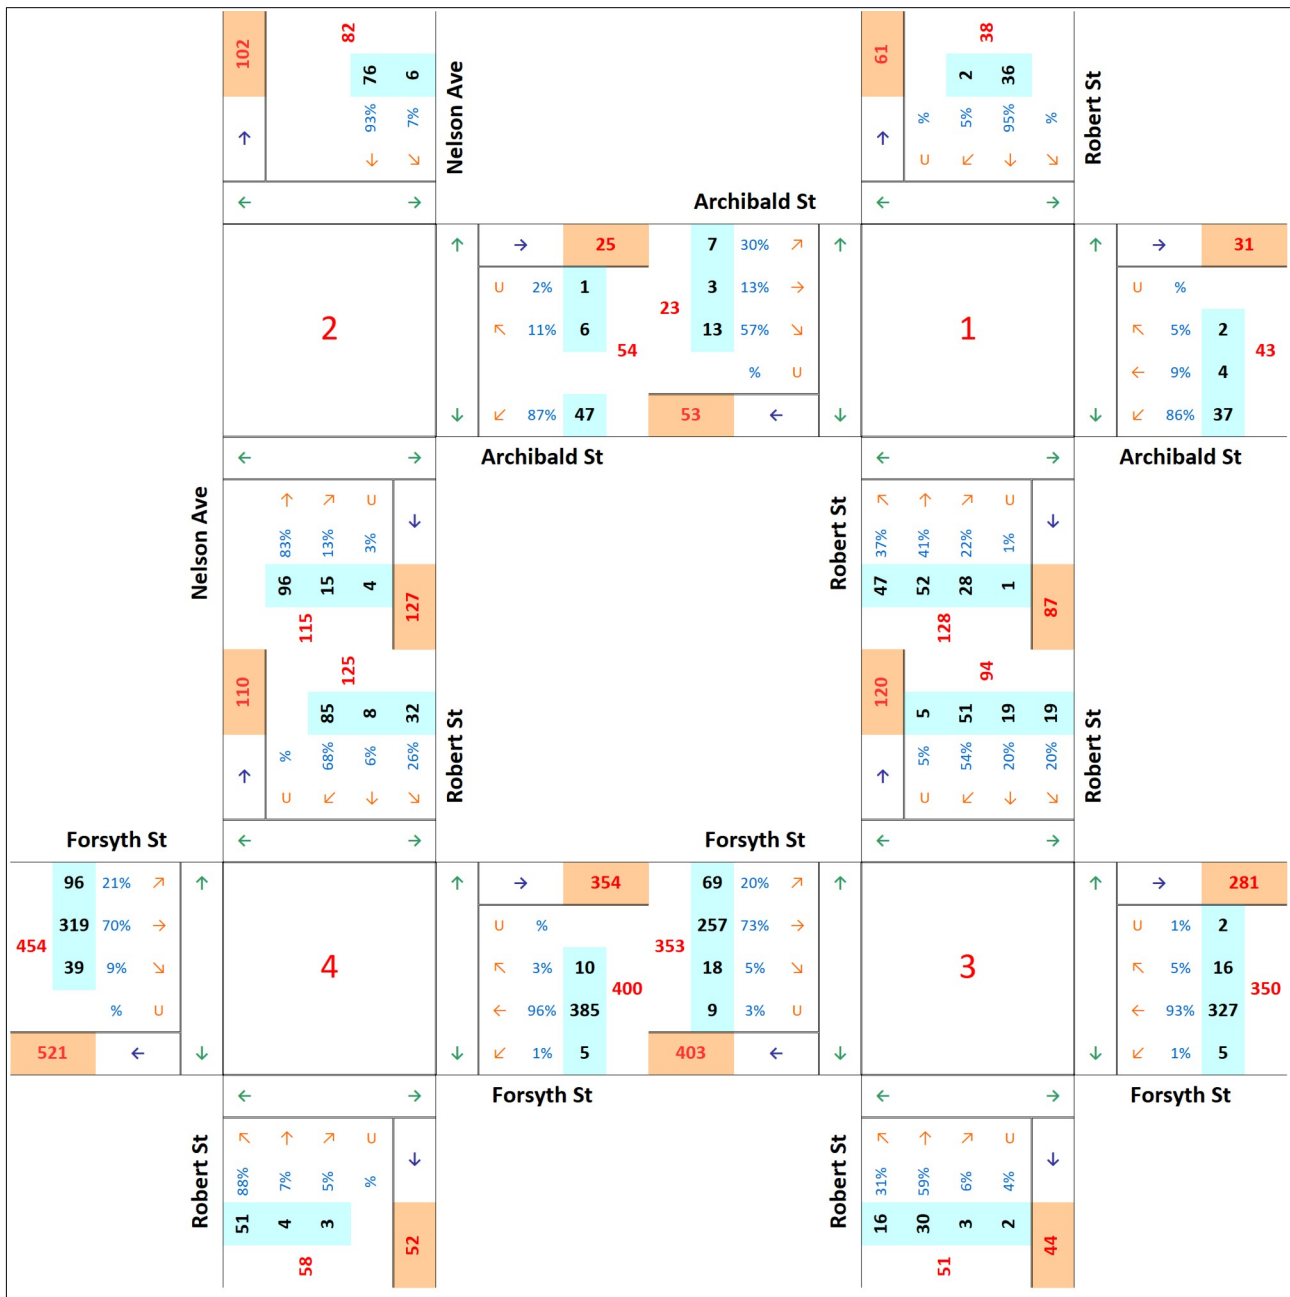 102 82
76 6
93% 7%
↑ ↓ ↘
Nelson Ave
61 38
2 36
% 5% 95% %
↑ U ↙ ↓ ↘
Robert St
← →
← →
Archibald St
2
↑ → 25
U 2% 1
↖ 11% 6
54
↓ ↙ 87% 47
7 30% ↗ ↑
3 13% →
23
13 57% ↘
% U
53 ← ↓
1
↑ → 31
U %
↖ 5% 2
43
← 9% 4
↓ ↙ 86% 37
← →
Archibald St
← →
Archibald St
Nelson Ave
↑ ↗ U ↓
83% 13% 3%
96 15 4 127
115
Robert St
↖ ↑ ↗ U ↓
37% 41% 22% 1%
47 52 28 1 87
128
110 125
85 8 32
% 68% 6% 26%
↑ U ↙ ↓ ↘
Robert St
120 94
5 51 19 19
5% 54% 20% 20%
↑ U ↙ ↓ ↘
Robert St
Forsyth St
← →
Forsyth St
← →
96 21% ↗ ↑
319 70% →
454
39 9% ↘
% U
521 ← ↓
4
↑ → 354
U %
↖ 3% 10
400
← 96% 385
↓ ↙ 1% 5
69 20% ↗ ↑
257 73% →
353
18 5% ↘
9 3% U
403 ← ↓
3
↑ → 281
U 1% 2
↖ 5% 16
350
← 93% 327
↓ ↙ 1% 5
← →
Forsyth St
← →
Forsyth St
Robert St
↖ ↑ ↗ U ↓
88% 7% 5% %
51 4 3 52
58
Robert St
↖ ↑ ↗ U ↓
31% 59% 6% 4%
16 30 3 2 44
51